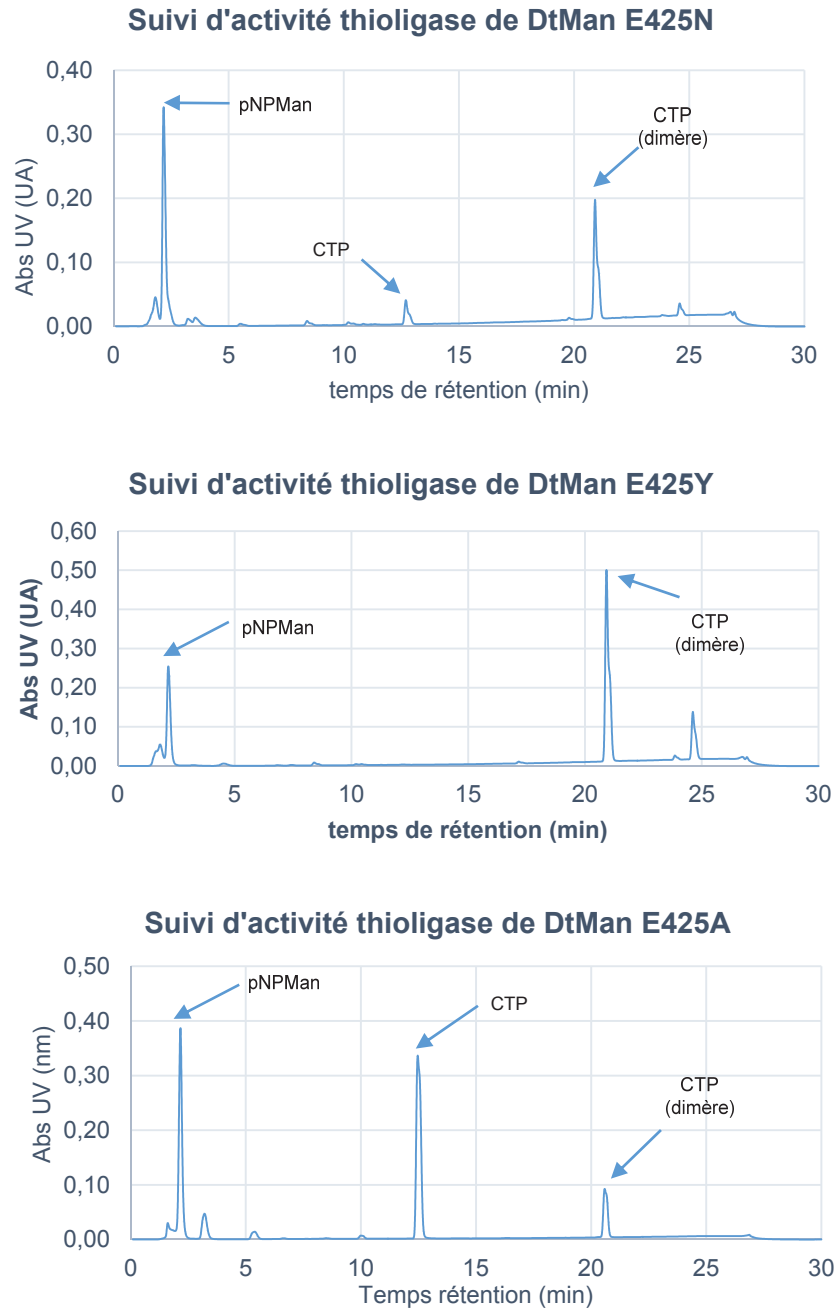 Suivi d'activité thioligase de DtMan E425N
0,40
0,30
0,20
0,10
0,00
Abs UV (UA)
pNPMan
CTP
CTP
(dimère)
0 5 10 15 20 25 30
temps de rétention (min)
Suivi d'activité thioligase de DtMan E425Y
0,60
0,50
0,40
0,30
0,20
0,10
0,00
Abs UV (UA)
pNPMan
CTP
(dimère)
0 5 10 15 20 25 30
temps de rétention (min)
Suivi d'activité thioligase de DtMan E425A
0,50
0,40
0,30
0,20
0,10
0,00
Abs UV (nm)
pNPMan
CTP
CTP
(dimère)
0 5 10 15 20 25 30
Temps rétention (min)